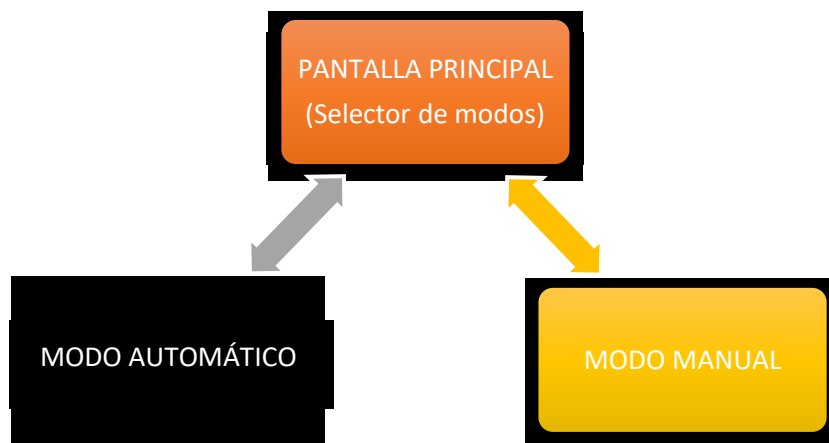 PANTALLA PRINCIPAL
(Selector de modos)
MODO AUTOMÁTICO
MODO MANUAL